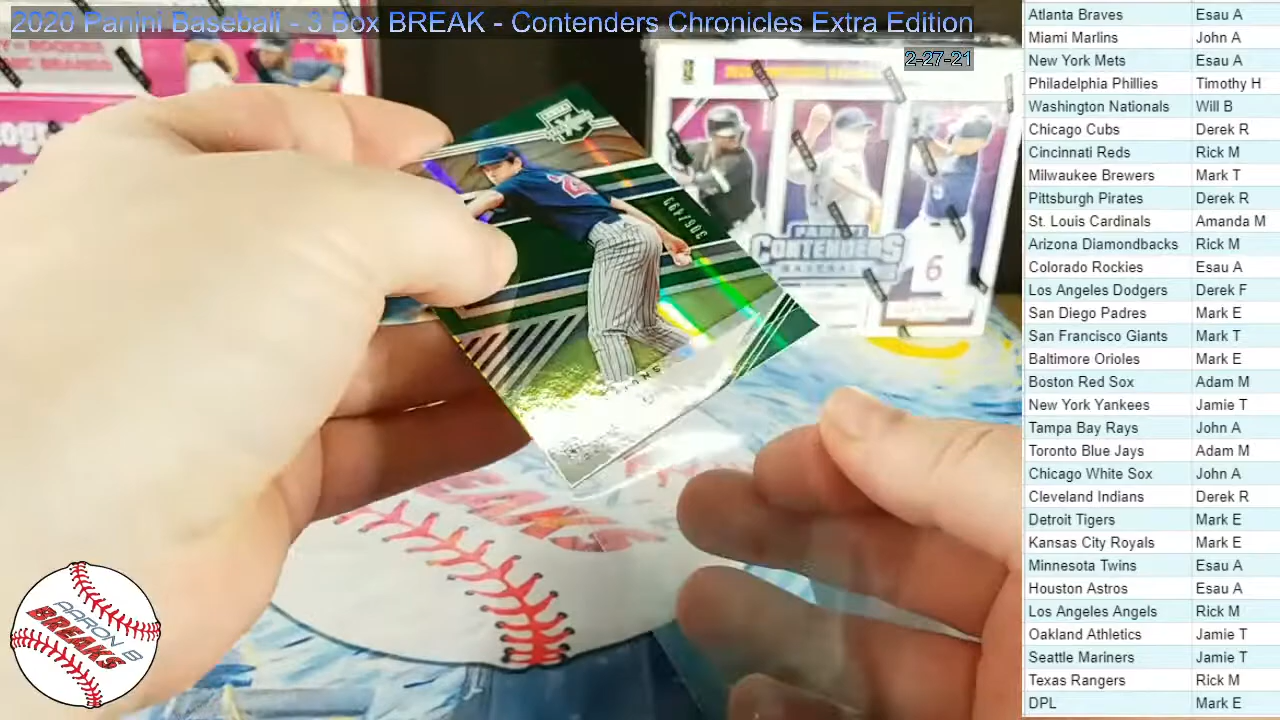 2020 Panini Baseball - 3 Box BREAK - Contenders Chronicles Extra Edition
2-27-21
Atlanta Braves Esau A
Miami Marlins John A
New York Mets Esau A
Philadelphia Phillies Timothy H
Washington Nationals Will B
Chicago Cubs Derek R
Cincinnati Reds Rick M
Milwaukee Brewers Mark T
Pittsburgh Pirates Derek R
St. Louis Cardinals Amanda M
Arizona Diamondbacks Rick M
Colorado Rockies Esau A
Los Angeles Dodgers Derek F
San Diego Padres Mark E
San Francisco Giants Mark T
Baltimore Orioles Mark E
Boston Red Sox Adam M
New York Yankees Jamie T
Tampa Bay Rays John A
Toronto Blue Jays Adam M
Chicago White Sox John A
Cleveland Indians Derek R
Detroit Tigers Mark E
Kansas City Royals Mark E
Minnesota Twins Esau A
Houston Astros Esau A
Los Angeles Angels Rick M
Oakland Athletics Jamie T
Seattle Mariners Jamie T
Texas Rangers Rick M
DPL Mark E
305/499
PANINI
CONTENDERS
BASEBALL
6
AARON B
BREAKS